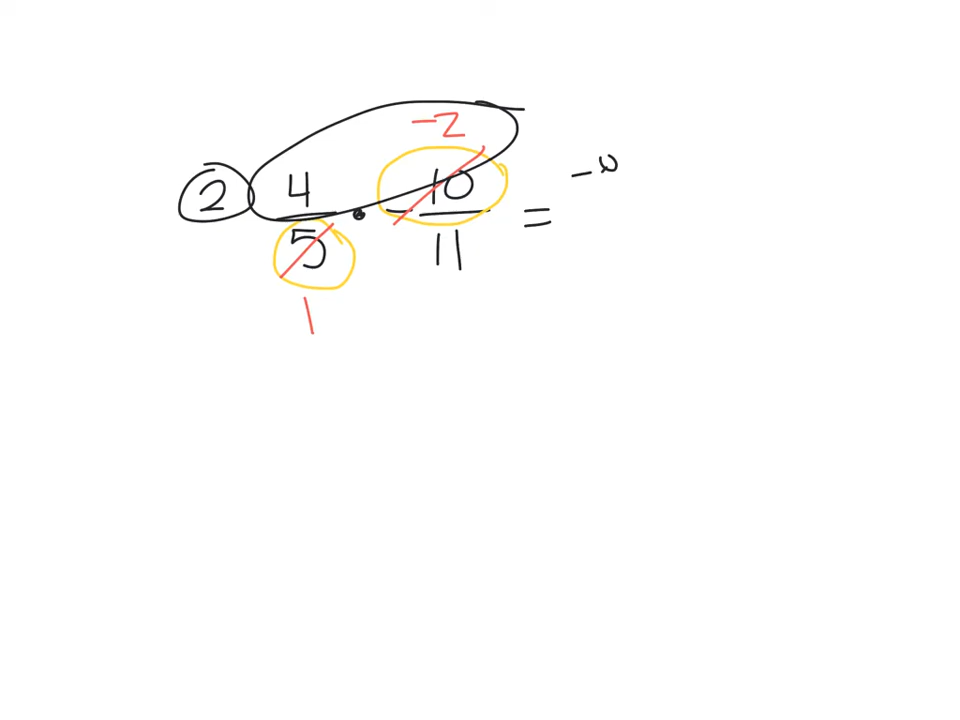 -2
② 4/5 · -10/11 = -8
1